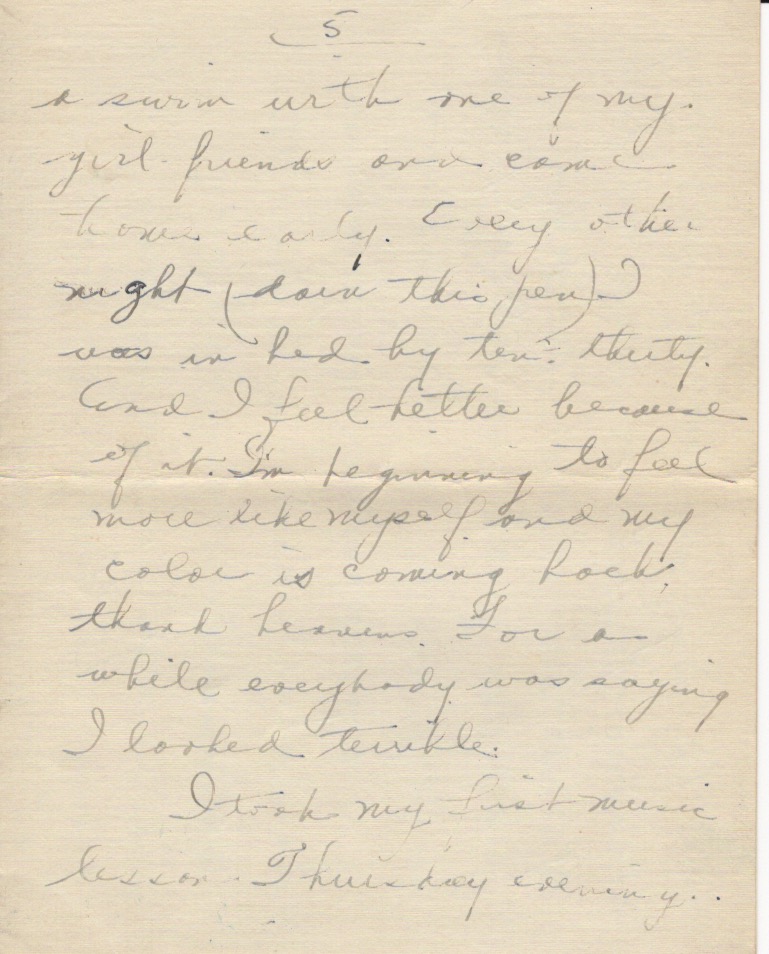 5
a swim with one of my
girl friends and came
home early. Every other
night (darn this pen) I
was in bed by ten-thirty.
And I feel better because
of it. I'm beginning to feel
more like myself and my
color is coming back,
thank heavens. For a
while everybody was saying
I looked terrible.
I took my first music
lesson Thursday evening.